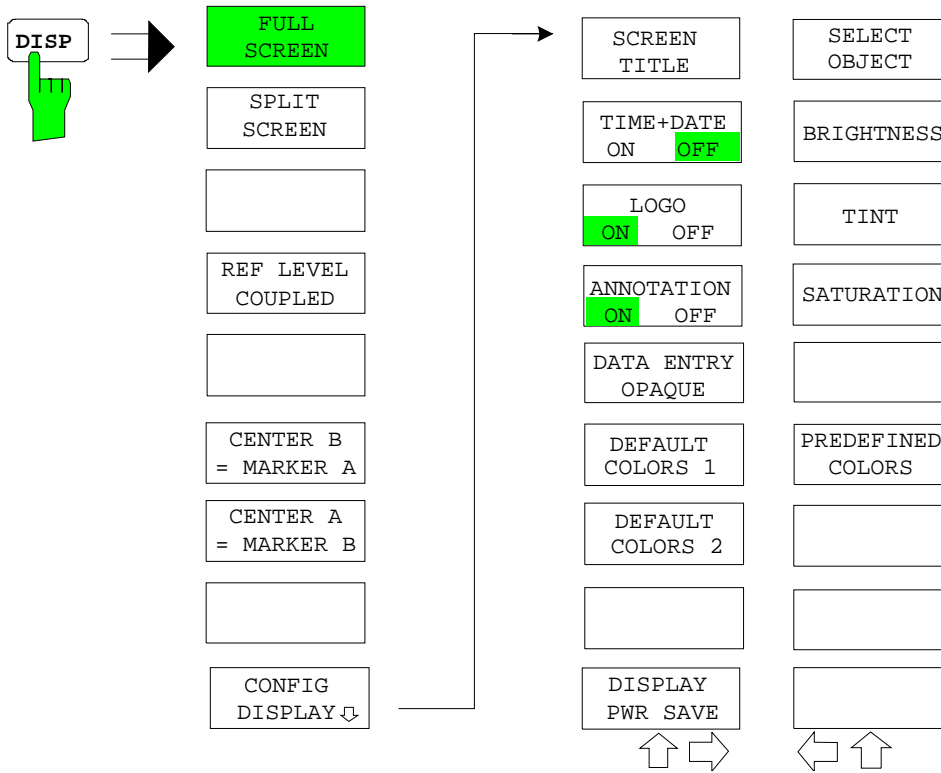 DISP
FULL
SCREEN
SPLIT
SCREEN
REF LEVEL
COUPLED
CENTER B
= MARKER A
CENTER A
= MARKER B
CONFIG
DISPLAY
SCREEN
TITLE
TIME+DATE
ON OFF
LOGO
ON OFF
ANNOTATION
ON OFF
DATA ENTRY
OPAQUE
DEFAULT
COLORS 1
DEFAULT
COLORS 2
DISPLAY
PWR SAVE
SELECT
OBJECT
BRIGHTNESS
TINT
SATURATION
PREDEFINED
COLORS